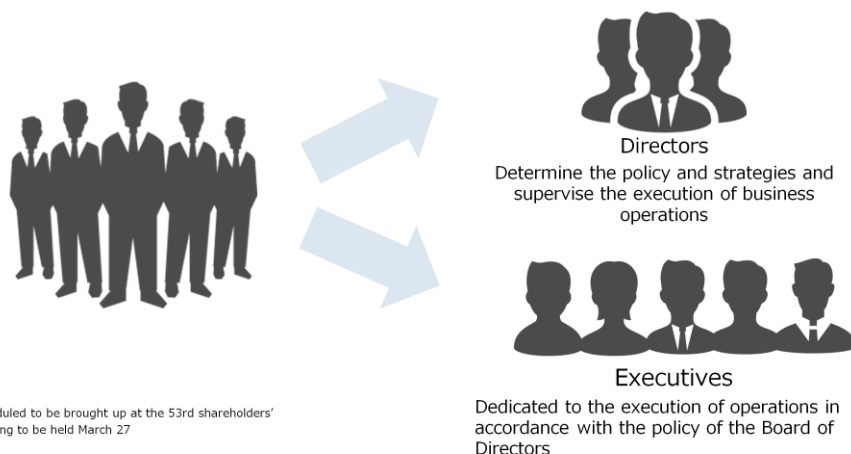 Directors
Determine the policy and strategies and
supervise the execution of business
operations
Executives
Dedicated to the execution of operations in
accordance with the policy of the Board of
Directors
to be brought up at the 53rd shareholders'
to be held March 27